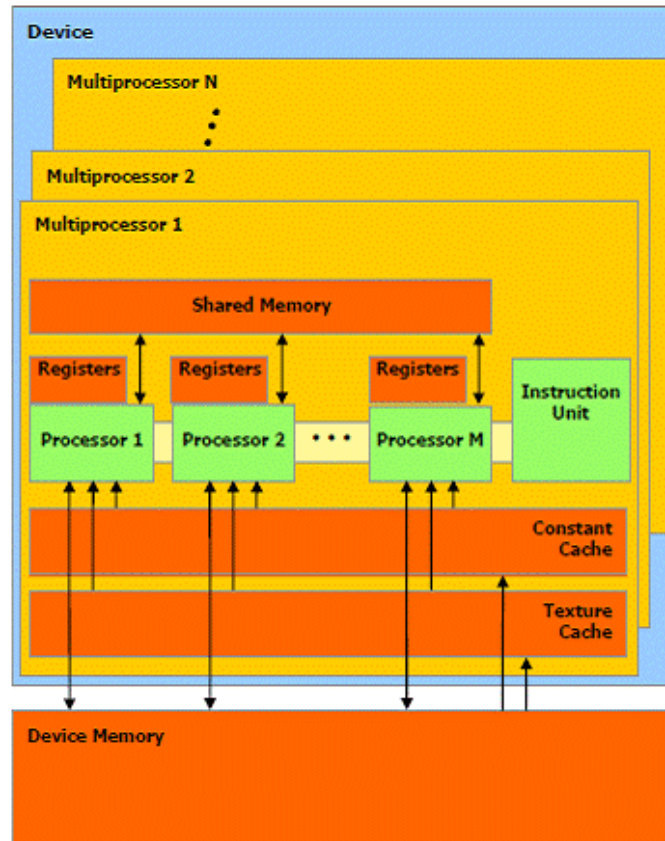 Device
Multiprocessor N
Multiprocessor 2
Multiprocessor 1
Shared Memory
Registers
Registers
Registers
Processor 1
Processor 2
Processor M
Instruction
Unit
Constant
Cache
Texture
Cache
Device Memory